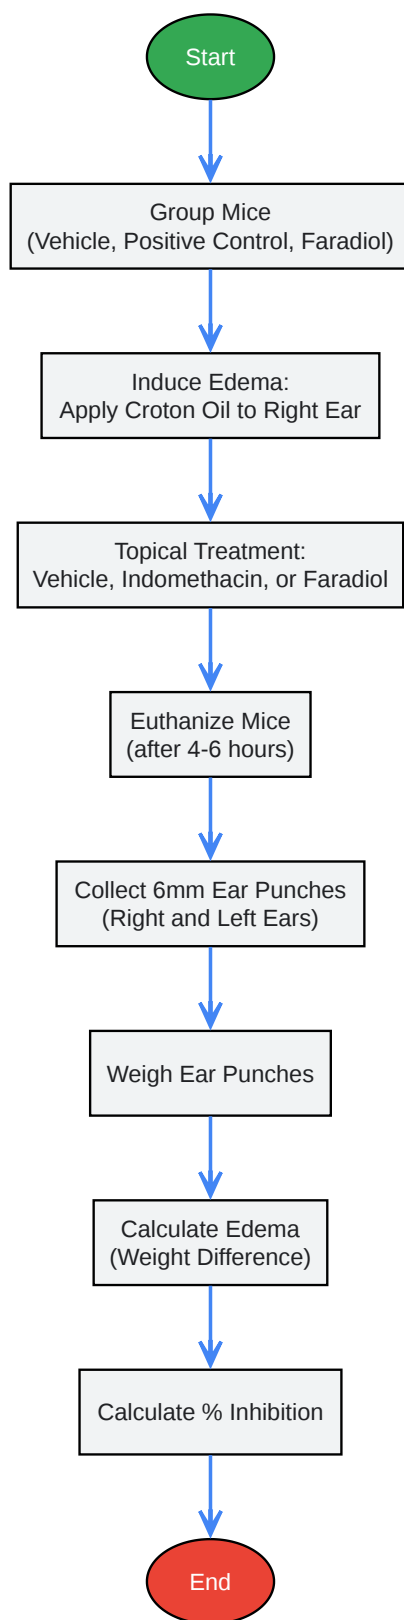 Start
Group Mice
(Vehicle, Positive Control, Faradiol)
Induce Edema:
Apply Croton Oil to Right Ear
Topical Treatment:
Vehicle, Indomethacin, or Faradiol
Euthanize Mice
(after 4-6 hours)
Collect 6mm Ear Punches
(Right and Left Ears)
Weigh Ear Punches
Calculate Edema
(Weight Difference)
Calculate % Inhibition
End